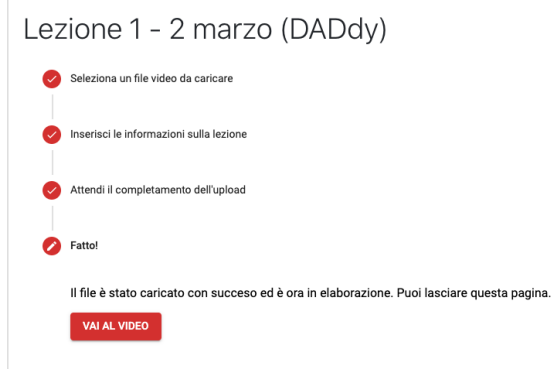 Lezione 1 - 2 marzo (DADdy)
Seleziona un file video da caricare
Inserisci le informazioni sulla lezione
Attendi il completamento dell'upload
Fatto!
Il file è stato caricato con succeso ed è ora in elaborazione. Puoi lasciare questa pagina.
VAI AL VIDEO